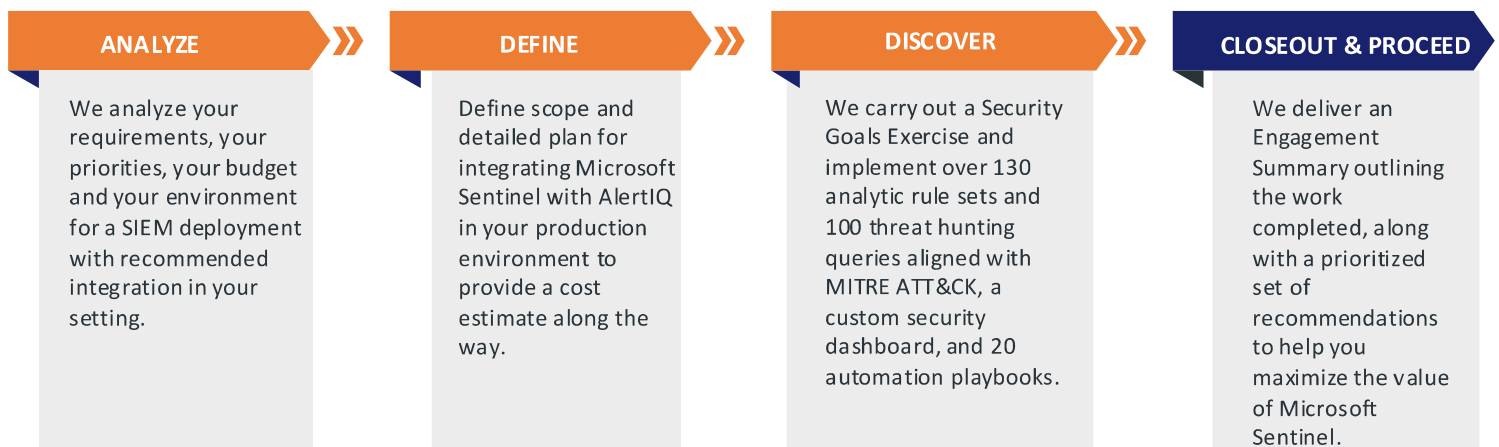 ANALYZE
We analyze your
requirements, your
priorities, your budget
and your environment
for a SIEM deployment
with recommended
integration in your
setting.
DEFINE
Define scope and
detailed plan for
integrating Microsoft
Sentinel with AlertIQ
in your production
environment to
provide a cost
estimate along the
way.
DISCOVER
We carry out a Security
Goals Exercise and
implement over 130
analytic rule sets and
100 threat hunting
queries aligned with
MITRE ATT&CK, a
custom security
dashboard, and 20
automation playbooks.
CLOSEOUT & PROCEED
We deliver an
Engagement
Summary outlining
the work
completed, along
with a prioritized
set of
recommendations
to help you
maximize the value
of Microsoft
Sentinel.